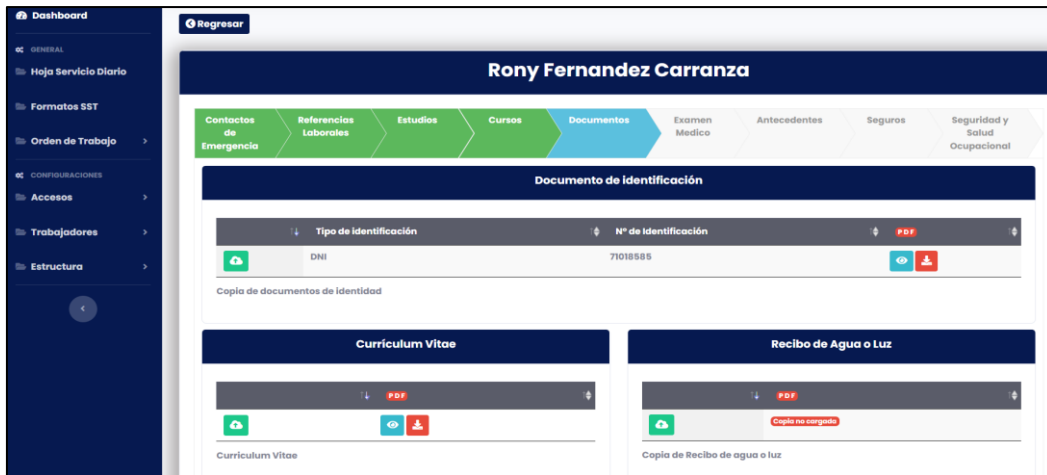 Dashboard
Regresar
GENERAL
Hoja Servicio Diario
Formatos SST
Orden de Trabajo
CONFIGURACIONES
Accesos
Trabajadores
Estructura
Rony Fernandez Carranza
Contactos
de
Emergencia
Referencias
Laborales
Estudios
Cursos
Documentos
Examen
Medico
Antecedentes
Seguros
Seguridad y
Salud
Ocupacional
Documento de identificación
Tipo de identificación
N° de Identificación
PDF
DNI
71018585
Copia de documentos de identidad
Curriculum Vitae
PDF
Curriculum Vitae
Recibo de Agua o Luz
PDF
Copia no cargada
Copia de Recibo de agua o luz